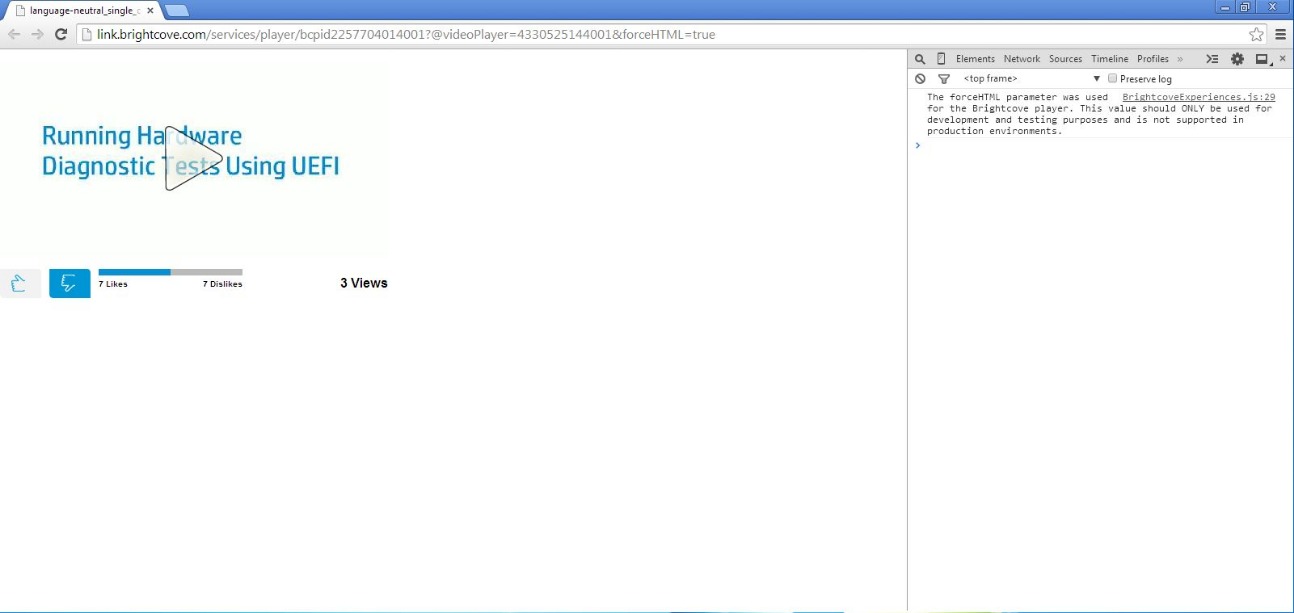 language-neutral_single_c
link.brightcove.com/services/player/bcpid2257704014001?@videoPlayer=4330525144001&forceHTML=true
Elements Network Sources Timeline Profiles »
<top frame> Preserve log
The forceHTML parameter was used BrightcoveExperiences.js:29
for the Brightcove player. This value should ONLY be used for
development and testing purposes and is not supported in
production environments.
Running Hardware
Diagnostic Tests Using UEFI
7 Likes 7 Dislikes 3 Views